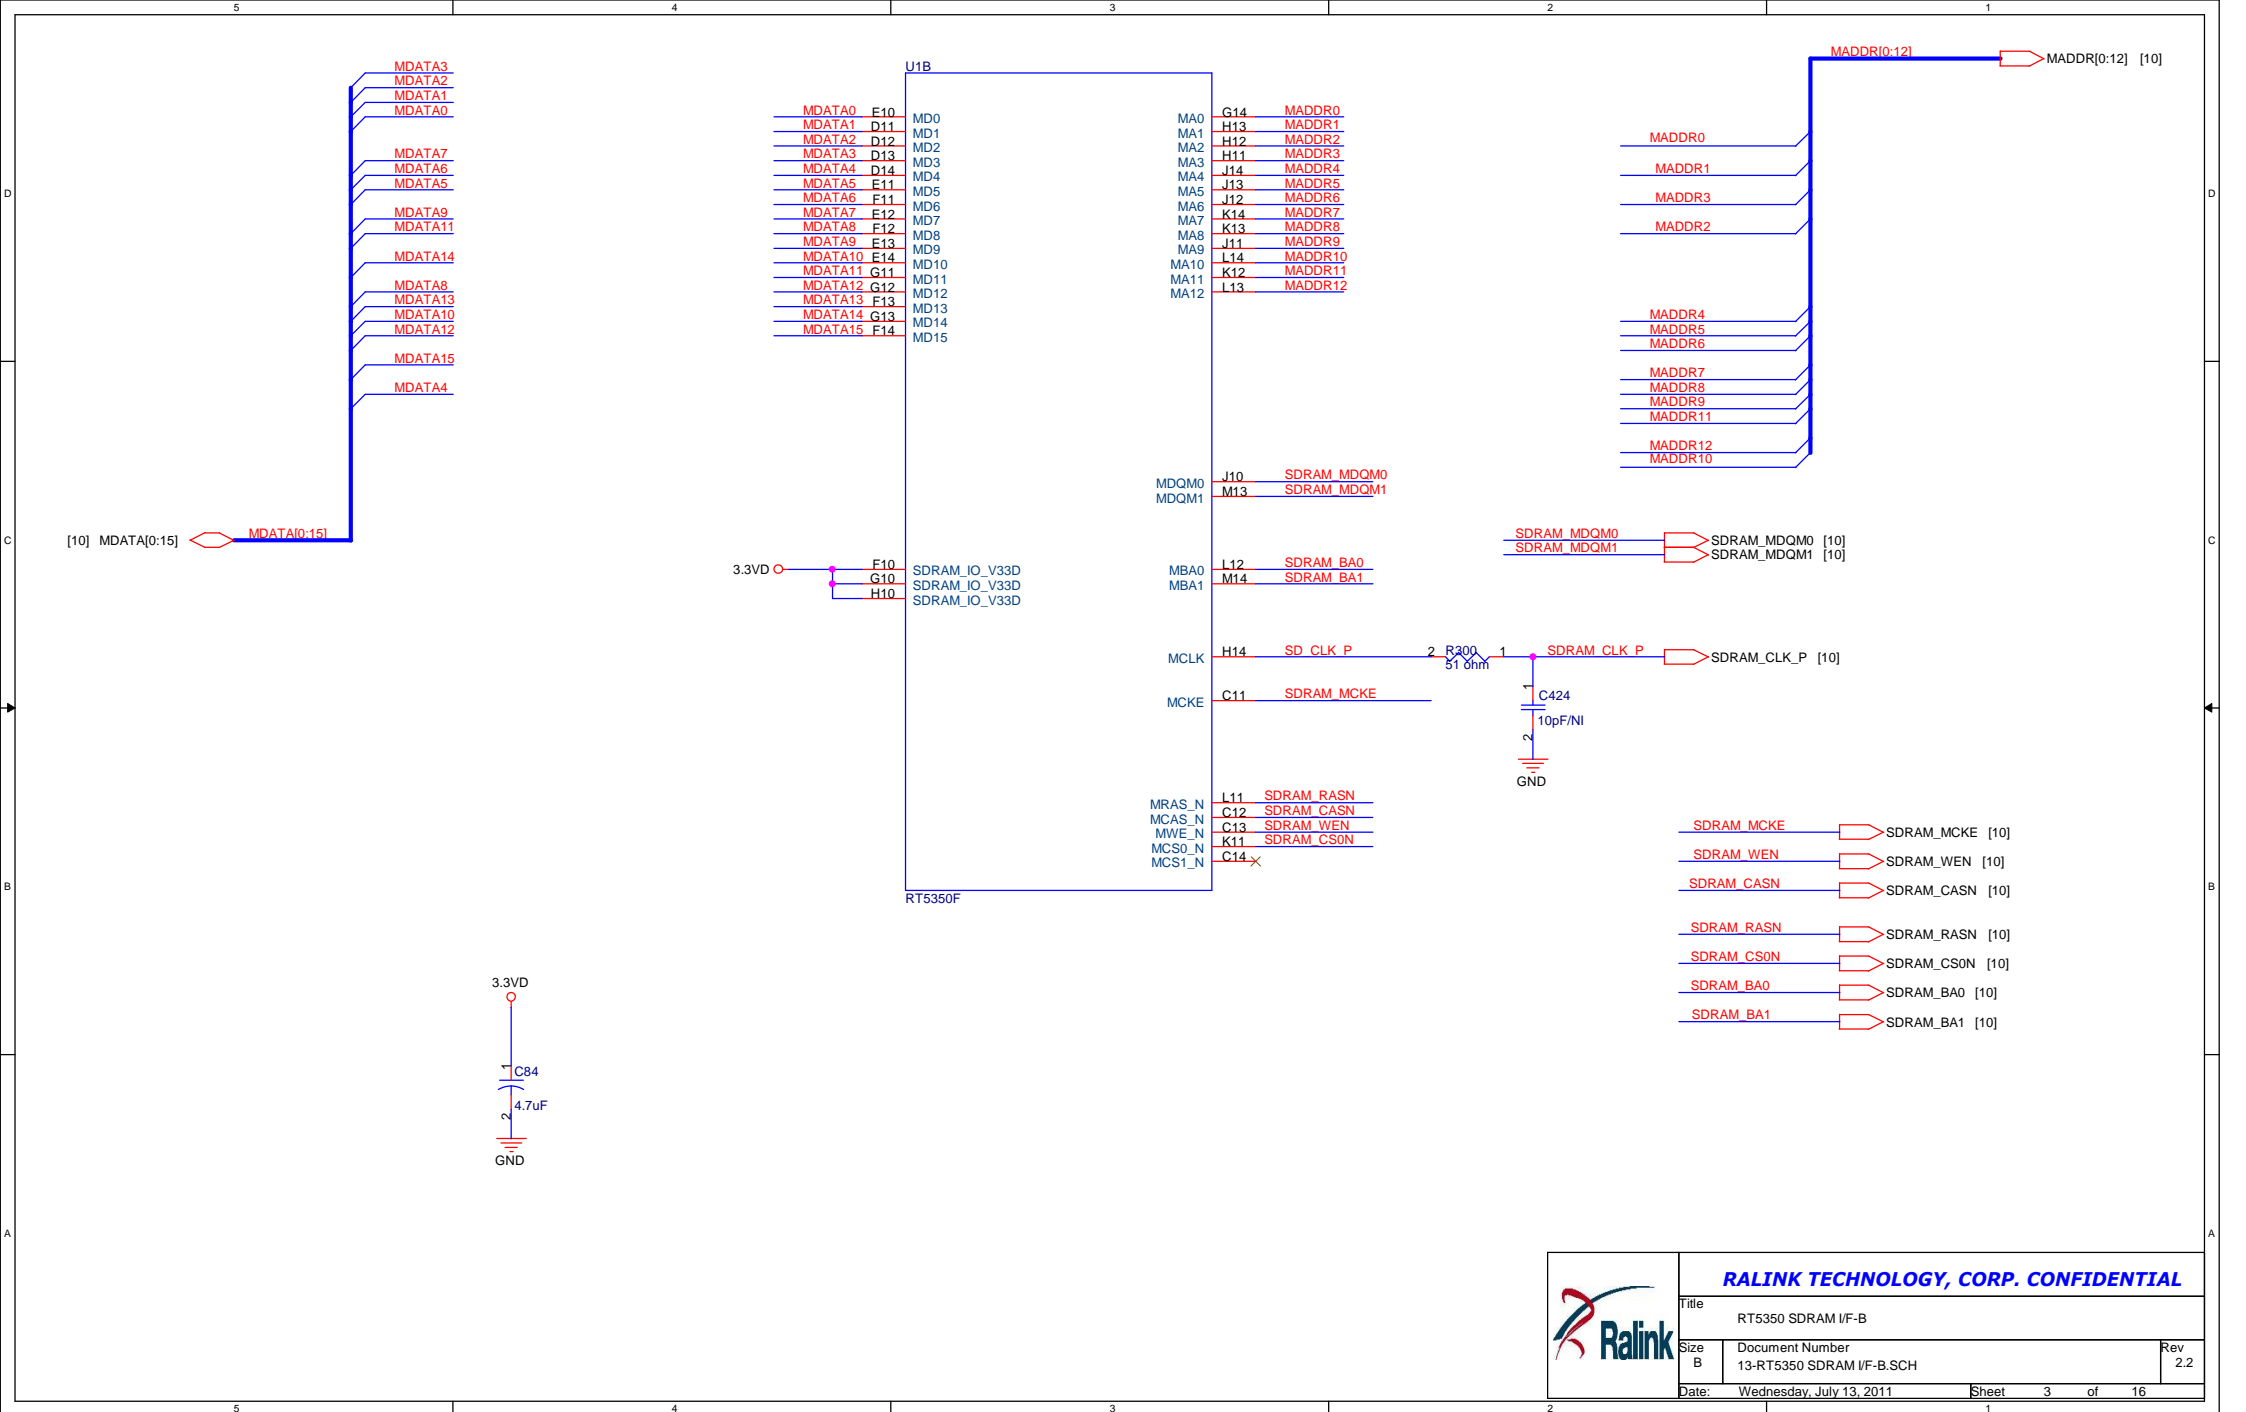 5 4 3 2 1
MDATA3
MDATA2
MDATA1
MDATA0
MDATA7
MDATA6
MDATA5
MDATA9
MDATA11
MDATA14
MDATA8
MDATA13
MDATA10
MDATA12
MDATA15
MDATA4
[10] MDATA[0:15] MDATA[0:15]
U1B
MDATA0 E10 MD0
MDATA1 D11 MD1
MDATA2 D12 MD2
MDATA3 D13 MD3
MDATA4 D14 MD4
MDATA5 E11 MD5
MDATA6 F11 MD6
MDATA7 E12 MD7
MDATA8 F12 MD8
MDATA9 E13 MD9
MDATA10 E14 MD10
MDATA11 G11 MD11
MDATA12 G12 MD12
MDATA13 F13 MD13
MDATA14 G13 MD14
MDATA15 F14 MD15
3.3VD
F10 SDRAM_IO_V33D
G10 SDRAM_IO_V33D
H10 SDRAM_IO_V33D
MA0 G14 MADDR0
MA1 H13 MADDR1
MA2 H12 MADDR2
MA3 H11 MADDR3
MA4 J14 MADDR4
MA5 J13 MADDR5
MA6 J12 MADDR6
MA7 K14 MADDR7
MA8 K13 MADDR8
MA9 J11 MADDR9
MA10 L14 MADDR10
MA11 K12 MADDR11
MA12 L13 MADDR12
MDQM0 J10 SDRAM_MDQM0
MDQM1 M13 SDRAM_MDQM1
MBA0 L12 SDRAM_BA0
MBA1 M14 SDRAM_BA1
MCLK H14 SD_CLK_P 2 R300 1 SDRAM_CLK_P SDRAM_CLK_P [10]
51 ohm
MCKE C11 SDRAM_MCKE
1 C424
10pF/NI
2
GND
MRAS_N L11 SDRAM_RASN
MCAS_N C12 SDRAM_CASN
MWE_N C13 SDRAM_WEN
MCS0_N K11 SDRAM_CS0N
MCS1_N C14
RT5350F
MADDR[0:12] MADDR[0:12] [10]
MADDR0
MADDR1
MADDR3
MADDR2
MADDR4
MADDR5
MADDR6
MADDR7
MADDR8
MADDR9
MADDR11
MADDR12
MADDR10
SDRAM_MDQM0 SDRAM_MDQM0 [10]
SDRAM_MDQM1 SDRAM_MDQM1 [10]
SDRAM_MCKE SDRAM_MCKE [10]
SDRAM_WEN SDRAM_WEN [10]
SDRAM_CASN SDRAM_CASN [10]
SDRAM_RASN SDRAM_RASN [10]
SDRAM_CS0N SDRAM_CS0N [10]
SDRAM_BA0 SDRAM_BA0 [10]
SDRAM_BA1 SDRAM_BA1 [10]
3.3VD
1 C84
4.7uF
2
GND
D D
C C
B B
A A
Ralink
RALINK TECHNOLOGY, CORP. CONFIDENTIAL
Title
RT5350 SDRAM I/F-B
Size Document Number Rev
B 13-RT5350 SDRAM I/F-B.SCH 2.2
Date: Wednesday, July 13, 2011 Sheet 3 of 16
5 4 3 2 1